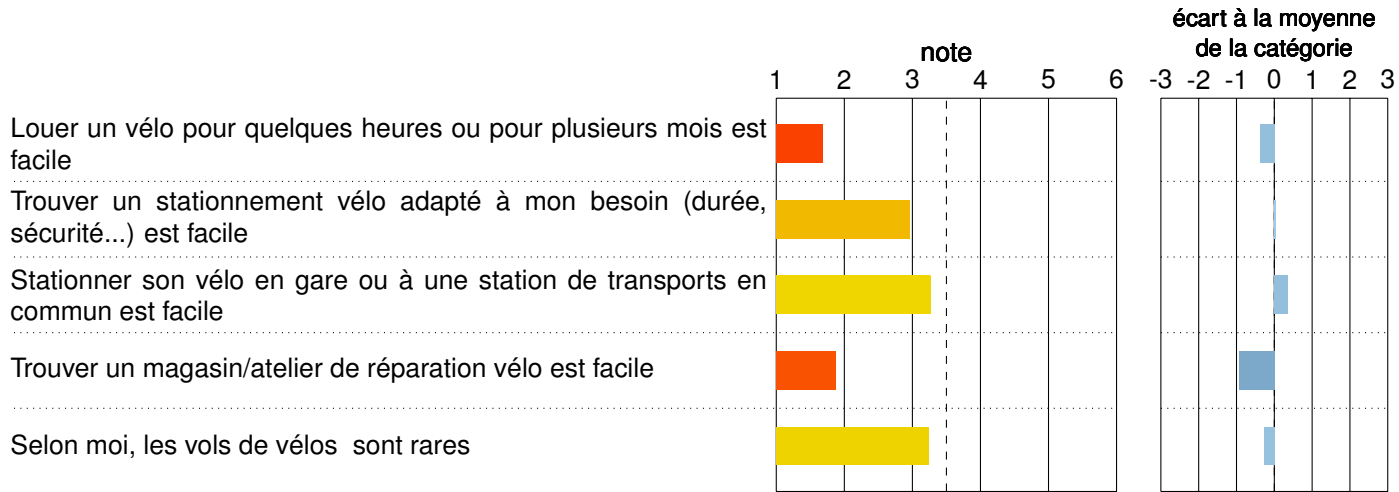 écart à la moyenne
de la catégorie
note
1 2 3 4 5 6
-3 -2 -1 0 1 2 3
Louer un vélo pour quelques heures ou pour plusieurs mois est
facile
Trouver un stationnement vélo adapté à mon besoin (durée,
sécurité...) est facile
Stationner son vélo en gare ou à une station de transports en
commun est facile
Trouver un magasin/atelier de réparation vélo est facile
Selon moi, les vols de vélos sont rares